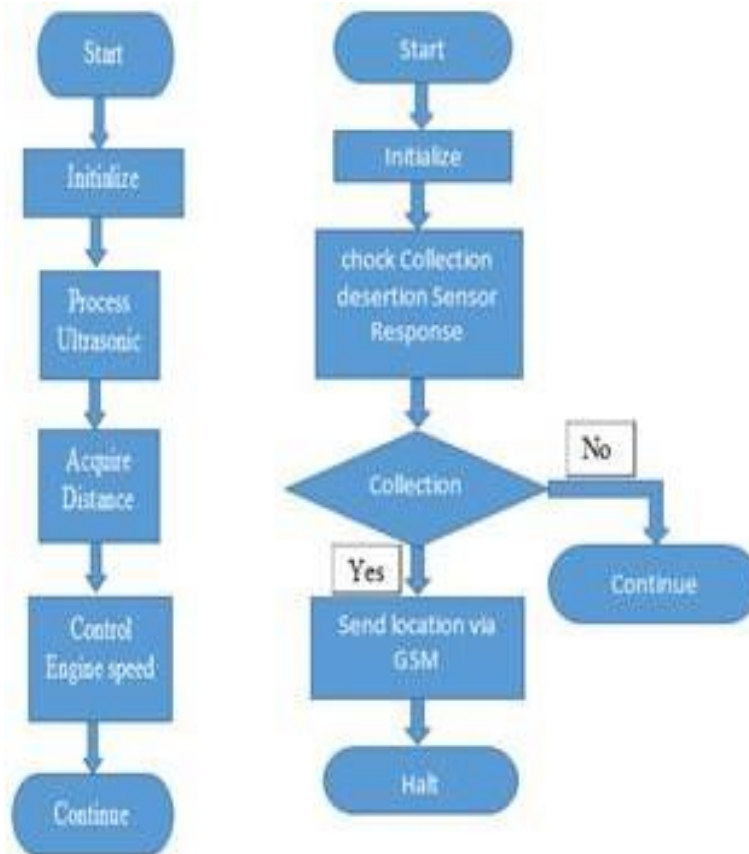 Start
Initialize
Process
Ultrasonic
Acquire
Distance
Control
Engine speed
Continue
Start
Initialize
chock Collection
desertion Sensor
Response
Collection
No
Yes
Continue
Send location via
GSM
Halt